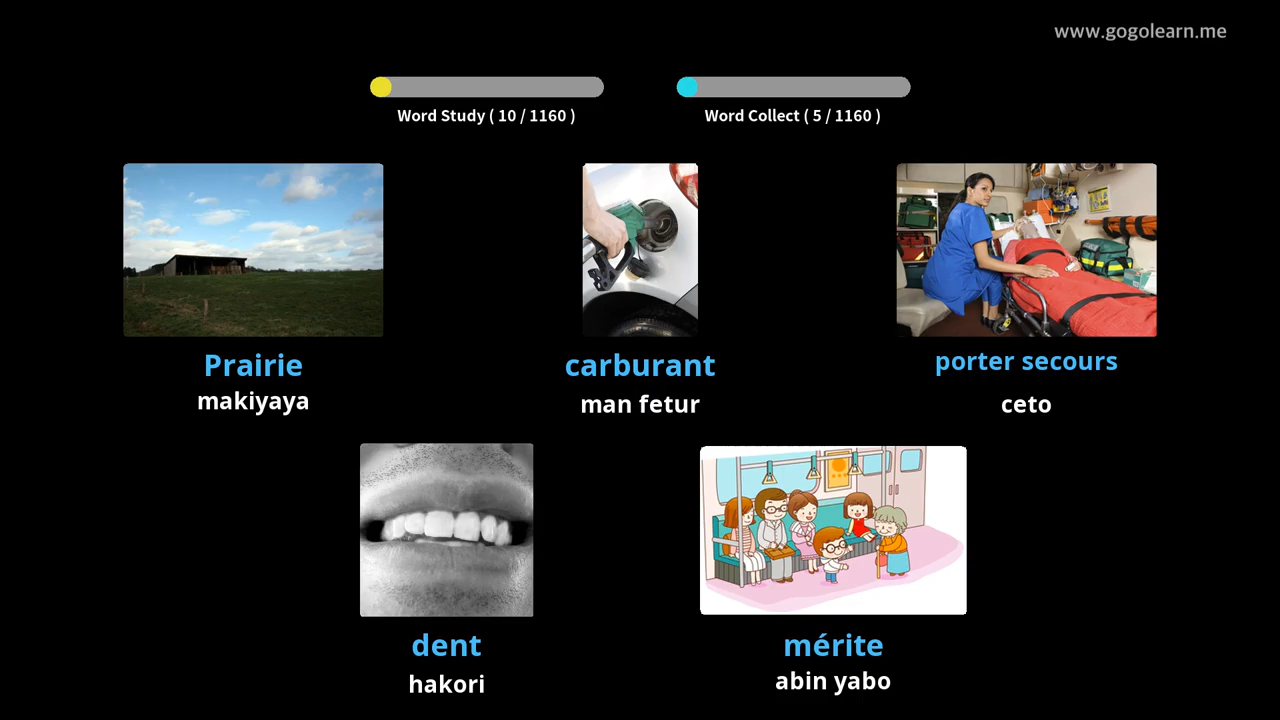 www.gogolearn.me
Word Study ( 10 / 1160 )
Word Collect ( 5 / 1160 )
Prairie
makiyaya
carburant
man fetur
porter secours
ceto
dent
hakori
mérite
abin yabo